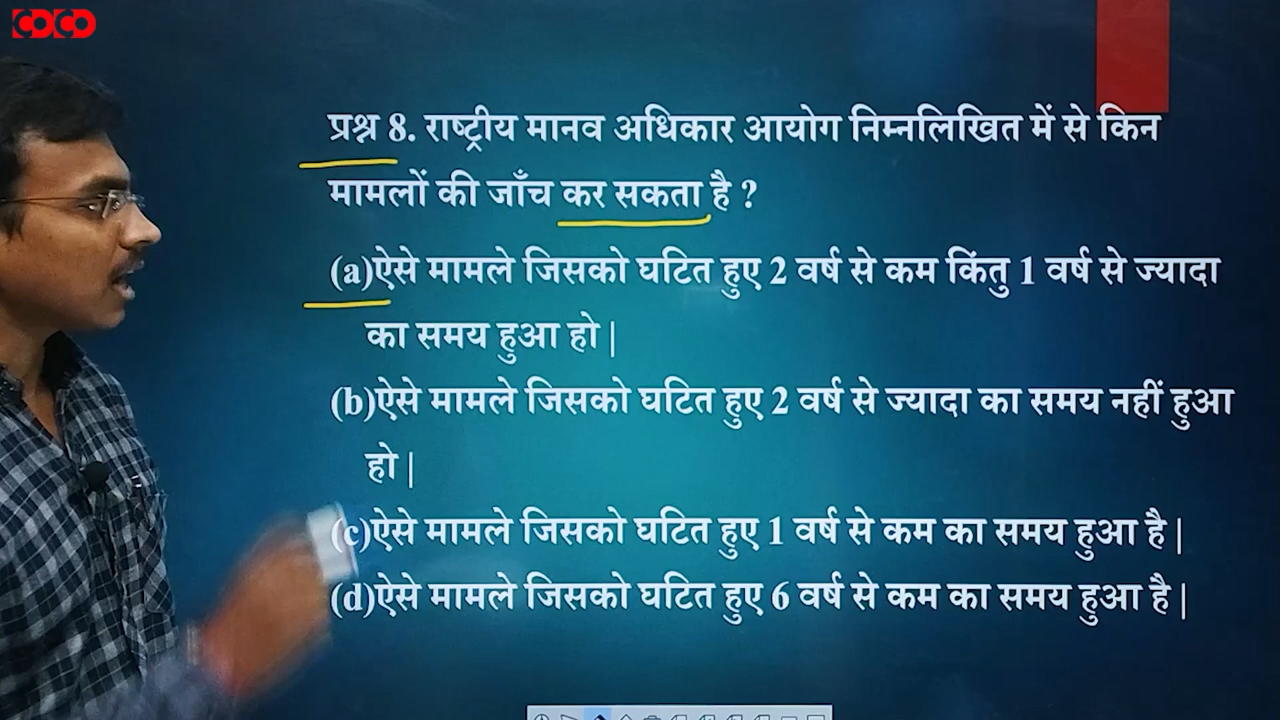 COCO
प्रश्न 8. राष्ट्रीय मानव अधिकार आयोग निम्नलिखित में से किन
मामलों की जाँच कर सकता है ?
(a)ऐसे मामले जिसको घटित हुए 2 वर्ष से कम किंतु 1 वर्ष से ज्यादा
का समय हुआ हो |
(b)ऐसे मामले जिसको घटित हुए 2 वर्ष से ज्यादा का समय नहीं हुआ
हो |
(c)ऐसे मामले जिसको घटित हुए 1 वर्ष से कम का समय हुआ है |
(d)ऐसे मामले जिसको घटित हुए 6 वर्ष से कम का समय हुआ है |